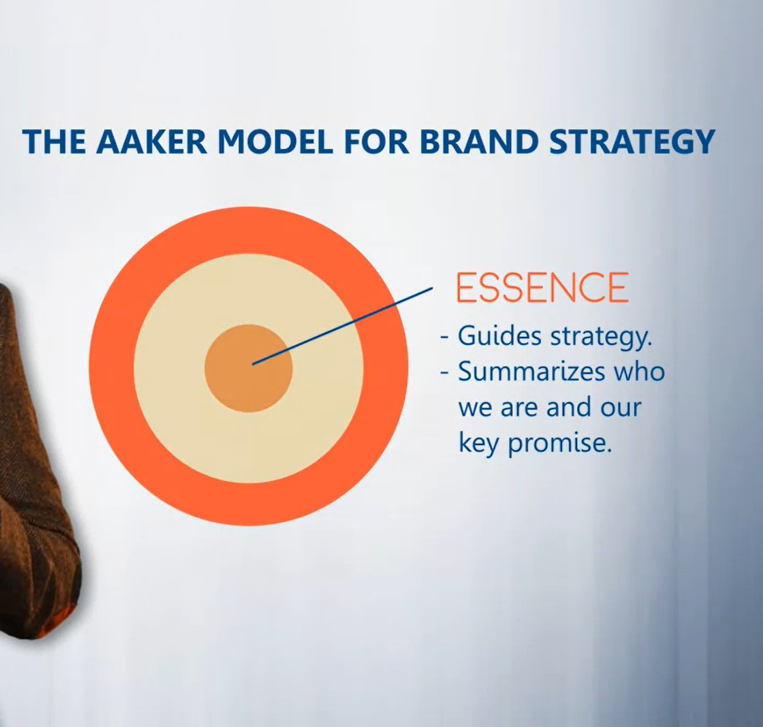 THE AAKER MODEL FOR BRAND STRATEGY
ESSENCE
- Guides strategy.
- Summarizes who
we are and our
key promise.